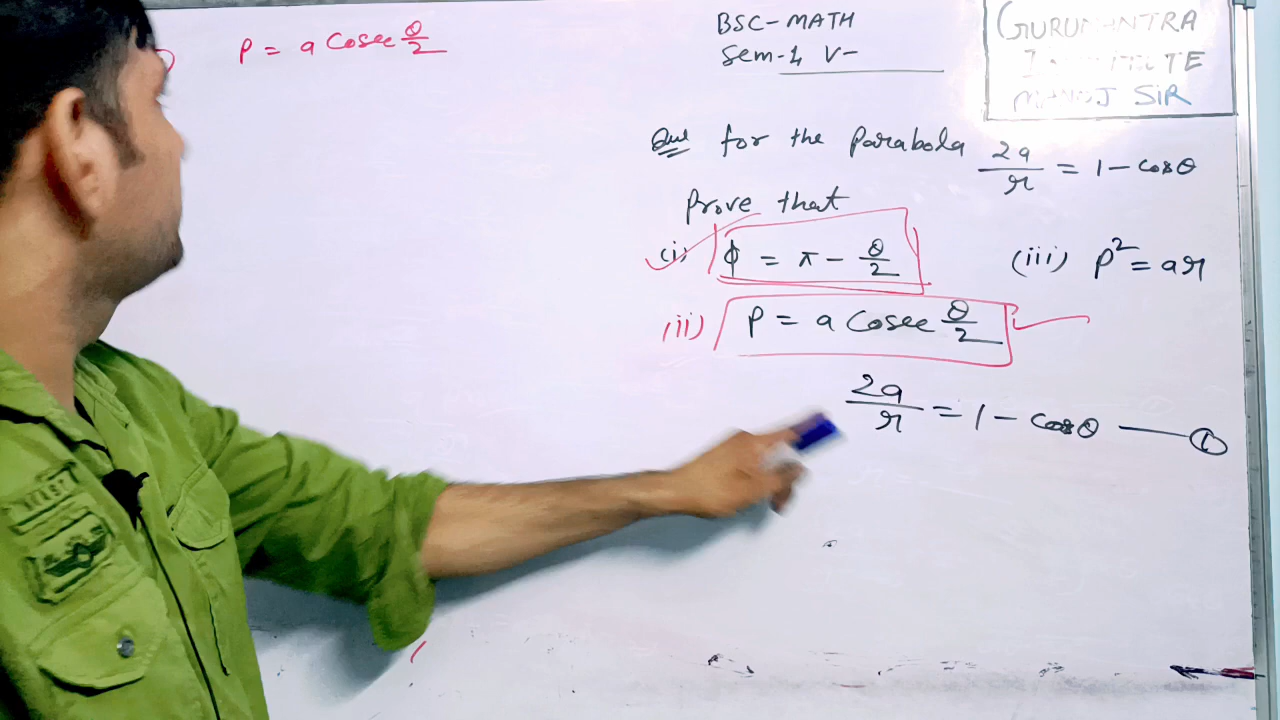 P = a Cosec θ/2
BSC-MATH
Sem-1, V-
GURUMANTRA
MANOJ SIR
Que for the Parabola 2a/r = 1 - cosθ
Prove that
(i) ϕ = π - θ/2
(iii) P² = ar
(ii) P = a Cosec θ/2
2a/r = 1 - cosθ — ①